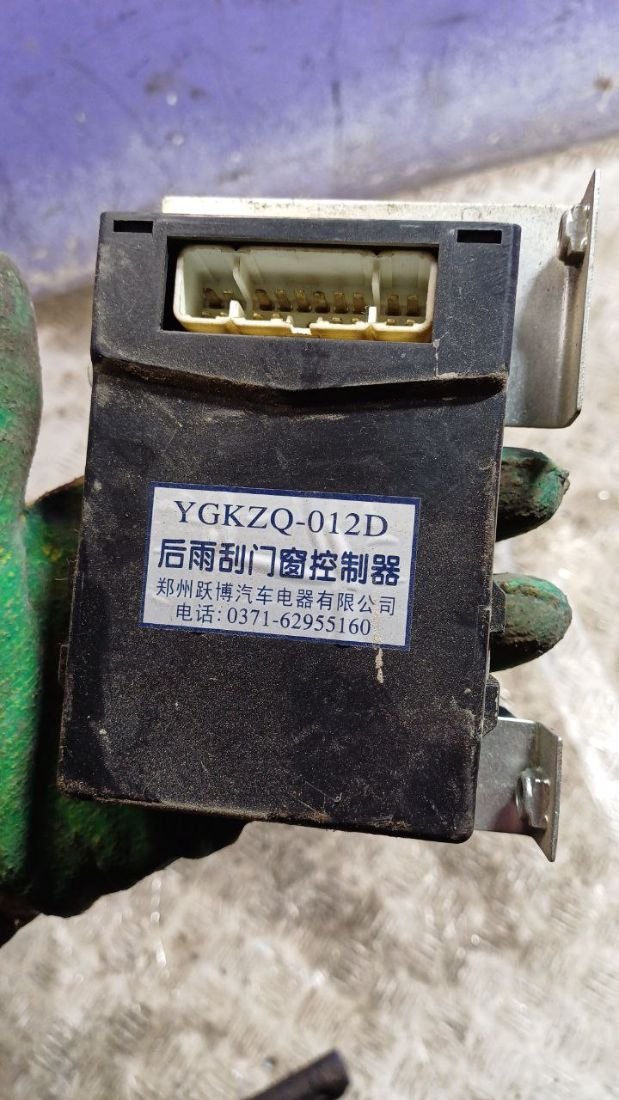 YGKZQ-012D
后雨刮门窗控制器
郑州跃博汽车电器有限公司
电话:0371-62955160